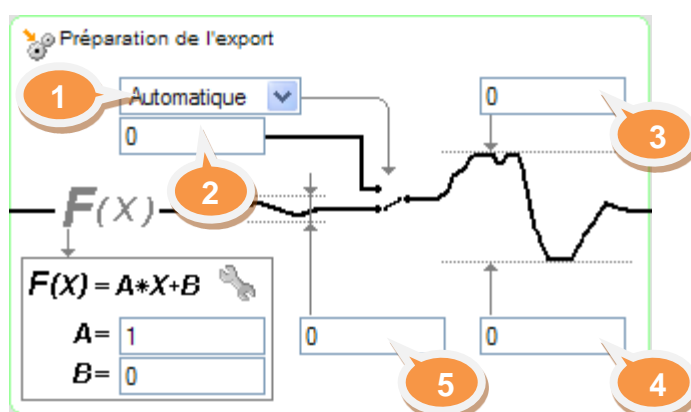 Préparation de l'export
1
Automatique
0
3
0
2
F(X)
F(X) = A*X+B
A= 1
0
0
B= 0
5
4